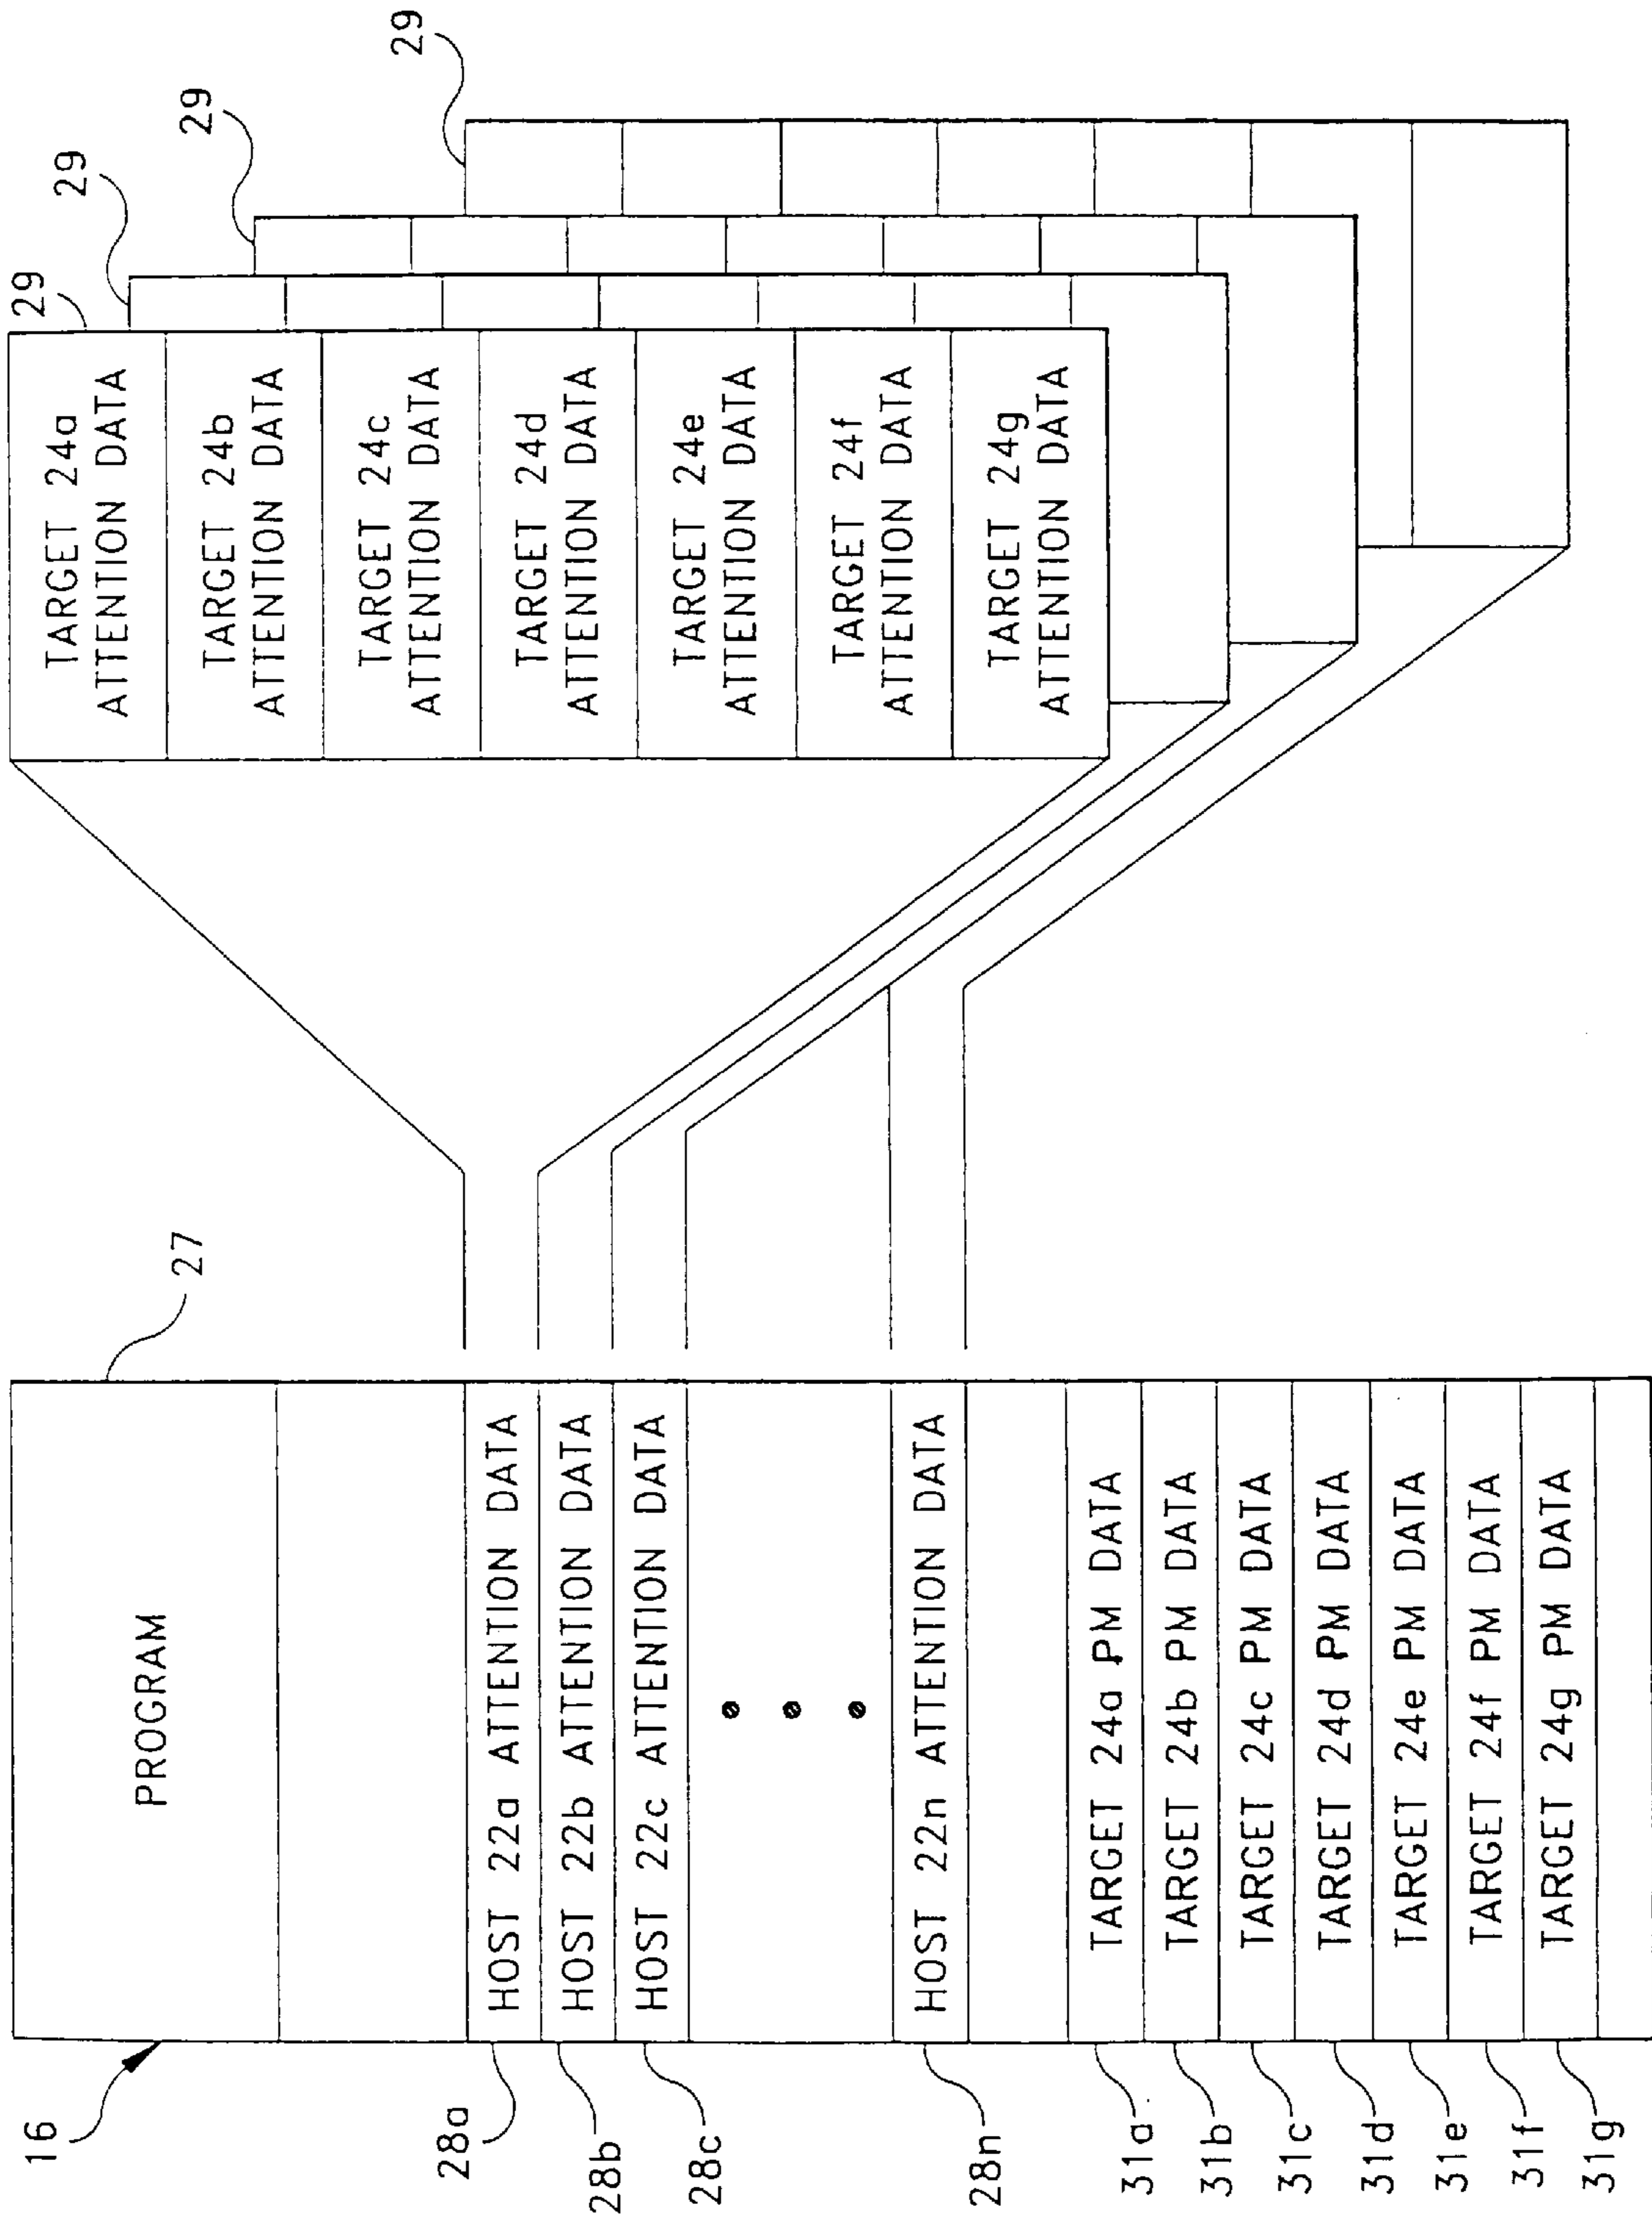 16
27
PROGRAM
28a
HOST 22a ATTENTION DATA
28b
HOST 22b ATTENTION DATA
28c
HOST 22c ATTENTION DATA
28n
HOST 22n ATTENTION DATA
31a
TARGET 24a PM DATA
31b
TARGET 24b PM DATA
31c
TARGET 24c PM DATA
31d
TARGET 24d PM DATA
31e
TARGET 24e PM DATA
31f
TARGET 24f PM DATA
31g
TARGET 24g PM DATA
29
29
29
29
TARGET 24a
ATTENTION DATA
TARGET 24b
ATTENTION DATA
TARGET 24c
ATTENTION DATA
TARGET 24d
ATTENTION DATA
TARGET 24e
ATTENTION DATA
TARGET 24f
ATTENTION DATA
TARGET 24g
ATTENTION DATA